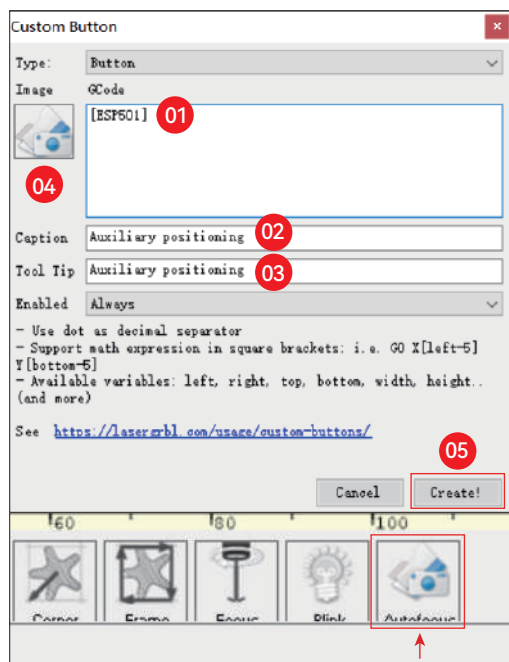 Custom Button
×
Type: Button
Image GCode
[ESP501] 01
04
Caption Auxiliary positioning 02
Tool Tip Auxiliary positioning 03
Enabled Always
- Use dot as decimal separator
- Support math expression in square brackets: i.e. G0 X[left-5]
Y[bottom-5]
- Available variables: left, right, top, bottom, width, height..
(and more)
See https://lasergrbl.com/usage/custom-buttons/
05
Cancel Create!
60 80 100
Corner Frame Focus Blink Autofocus